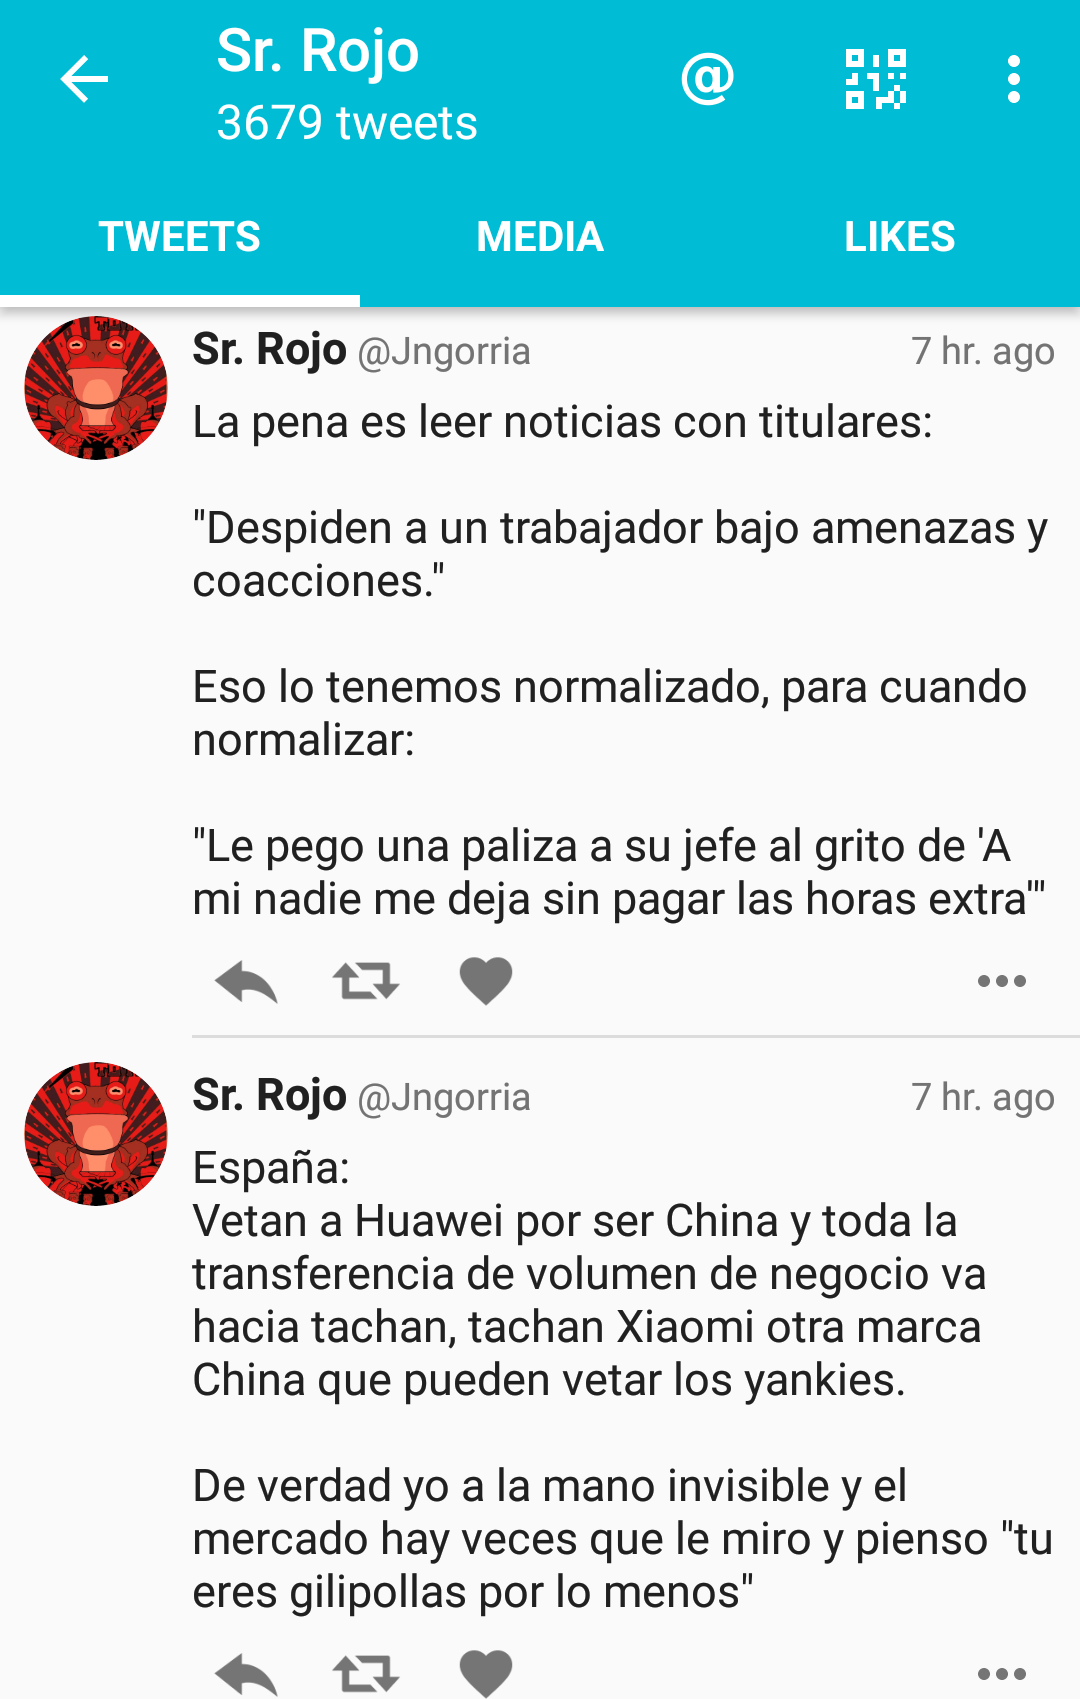 Sr. Rojo
3679 tweets
@
TWEETS
MEDIA
LIKES
Sr. Rojo @Jngorria
7 hr. ago
La pena es leer noticias con titulares:
"Despiden a un trabajador bajo amenazas y
coacciones."
Eso lo tenemos normalizado, para cuando
normalizar:
"Le pego una paliza a su jefe al grito de 'A
mi nadie me deja sin pagar las horas extra'"
Sr. Rojo @Jngorria
7 hr. ago
España:
Vetan a Huawei por ser China y toda la
transferencia de volumen de negocio va
hacia tachan, tachan Xiaomi otra marca
China que pueden vetar los yankies.
De verdad yo a la mano invisible y el
mercado hay veces que le miro y pienso "tu
eres gilipollas por lo menos"